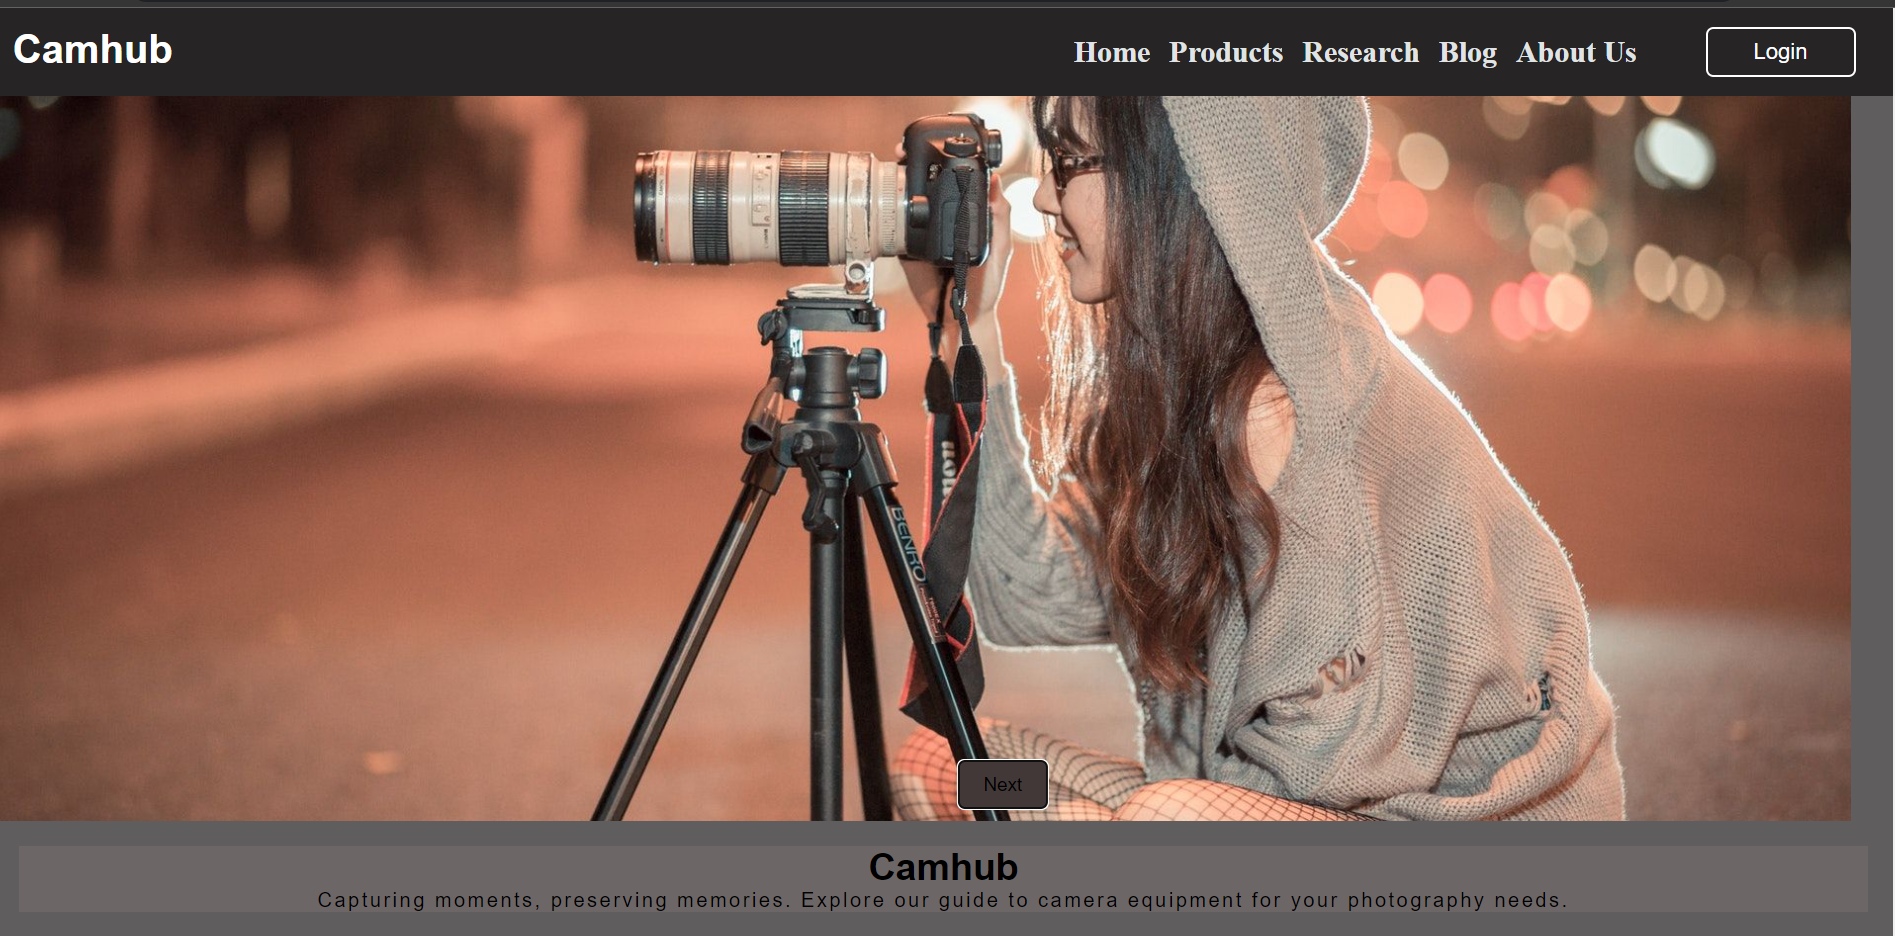 Camhub
Home Products Research Blog About Us
Login
BENRO
Next
Camhub
Capturing moments, preserving memories. Explore our guide to camera equipment for your photography needs.